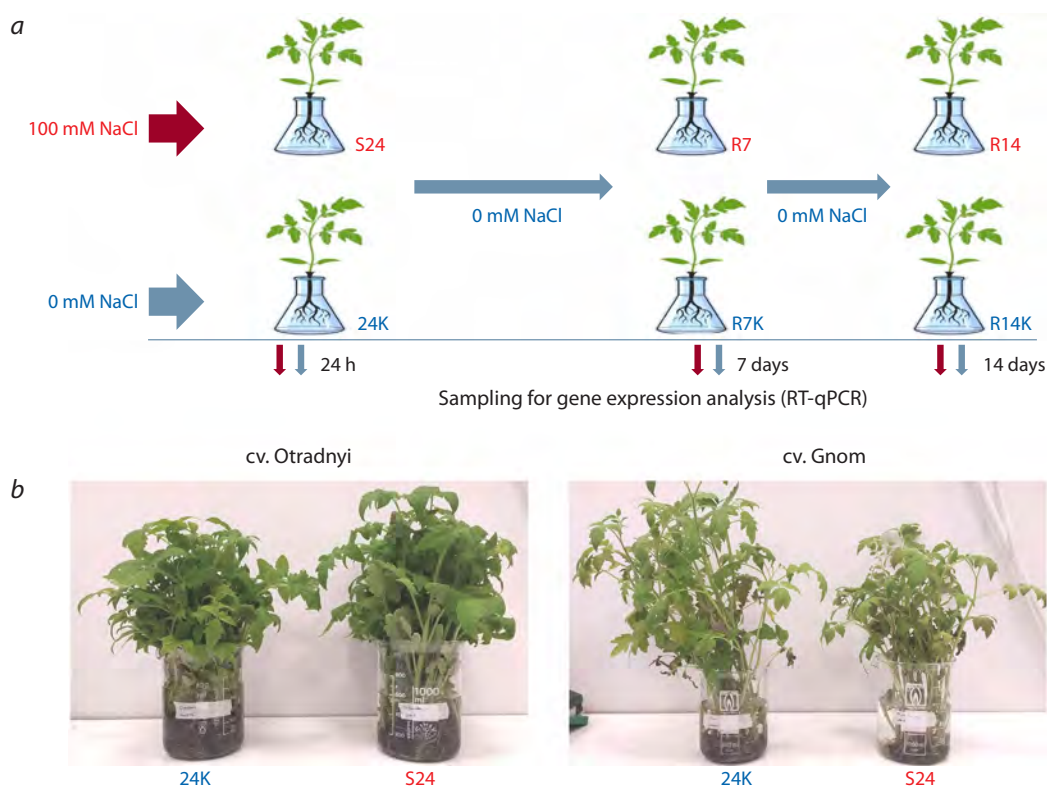 a
100 mM NaCl
S24
R7
R14
0 mM NaCl
0 mM NaCl
0 mM NaCl
24K
R7K
R14K
24 h
7 days
14 days
Sampling for gene expression analysis (RT-qPCR)
cv. Otradnyi
cv. Gnom
b
1000
ml
24K
S24
24K
S24